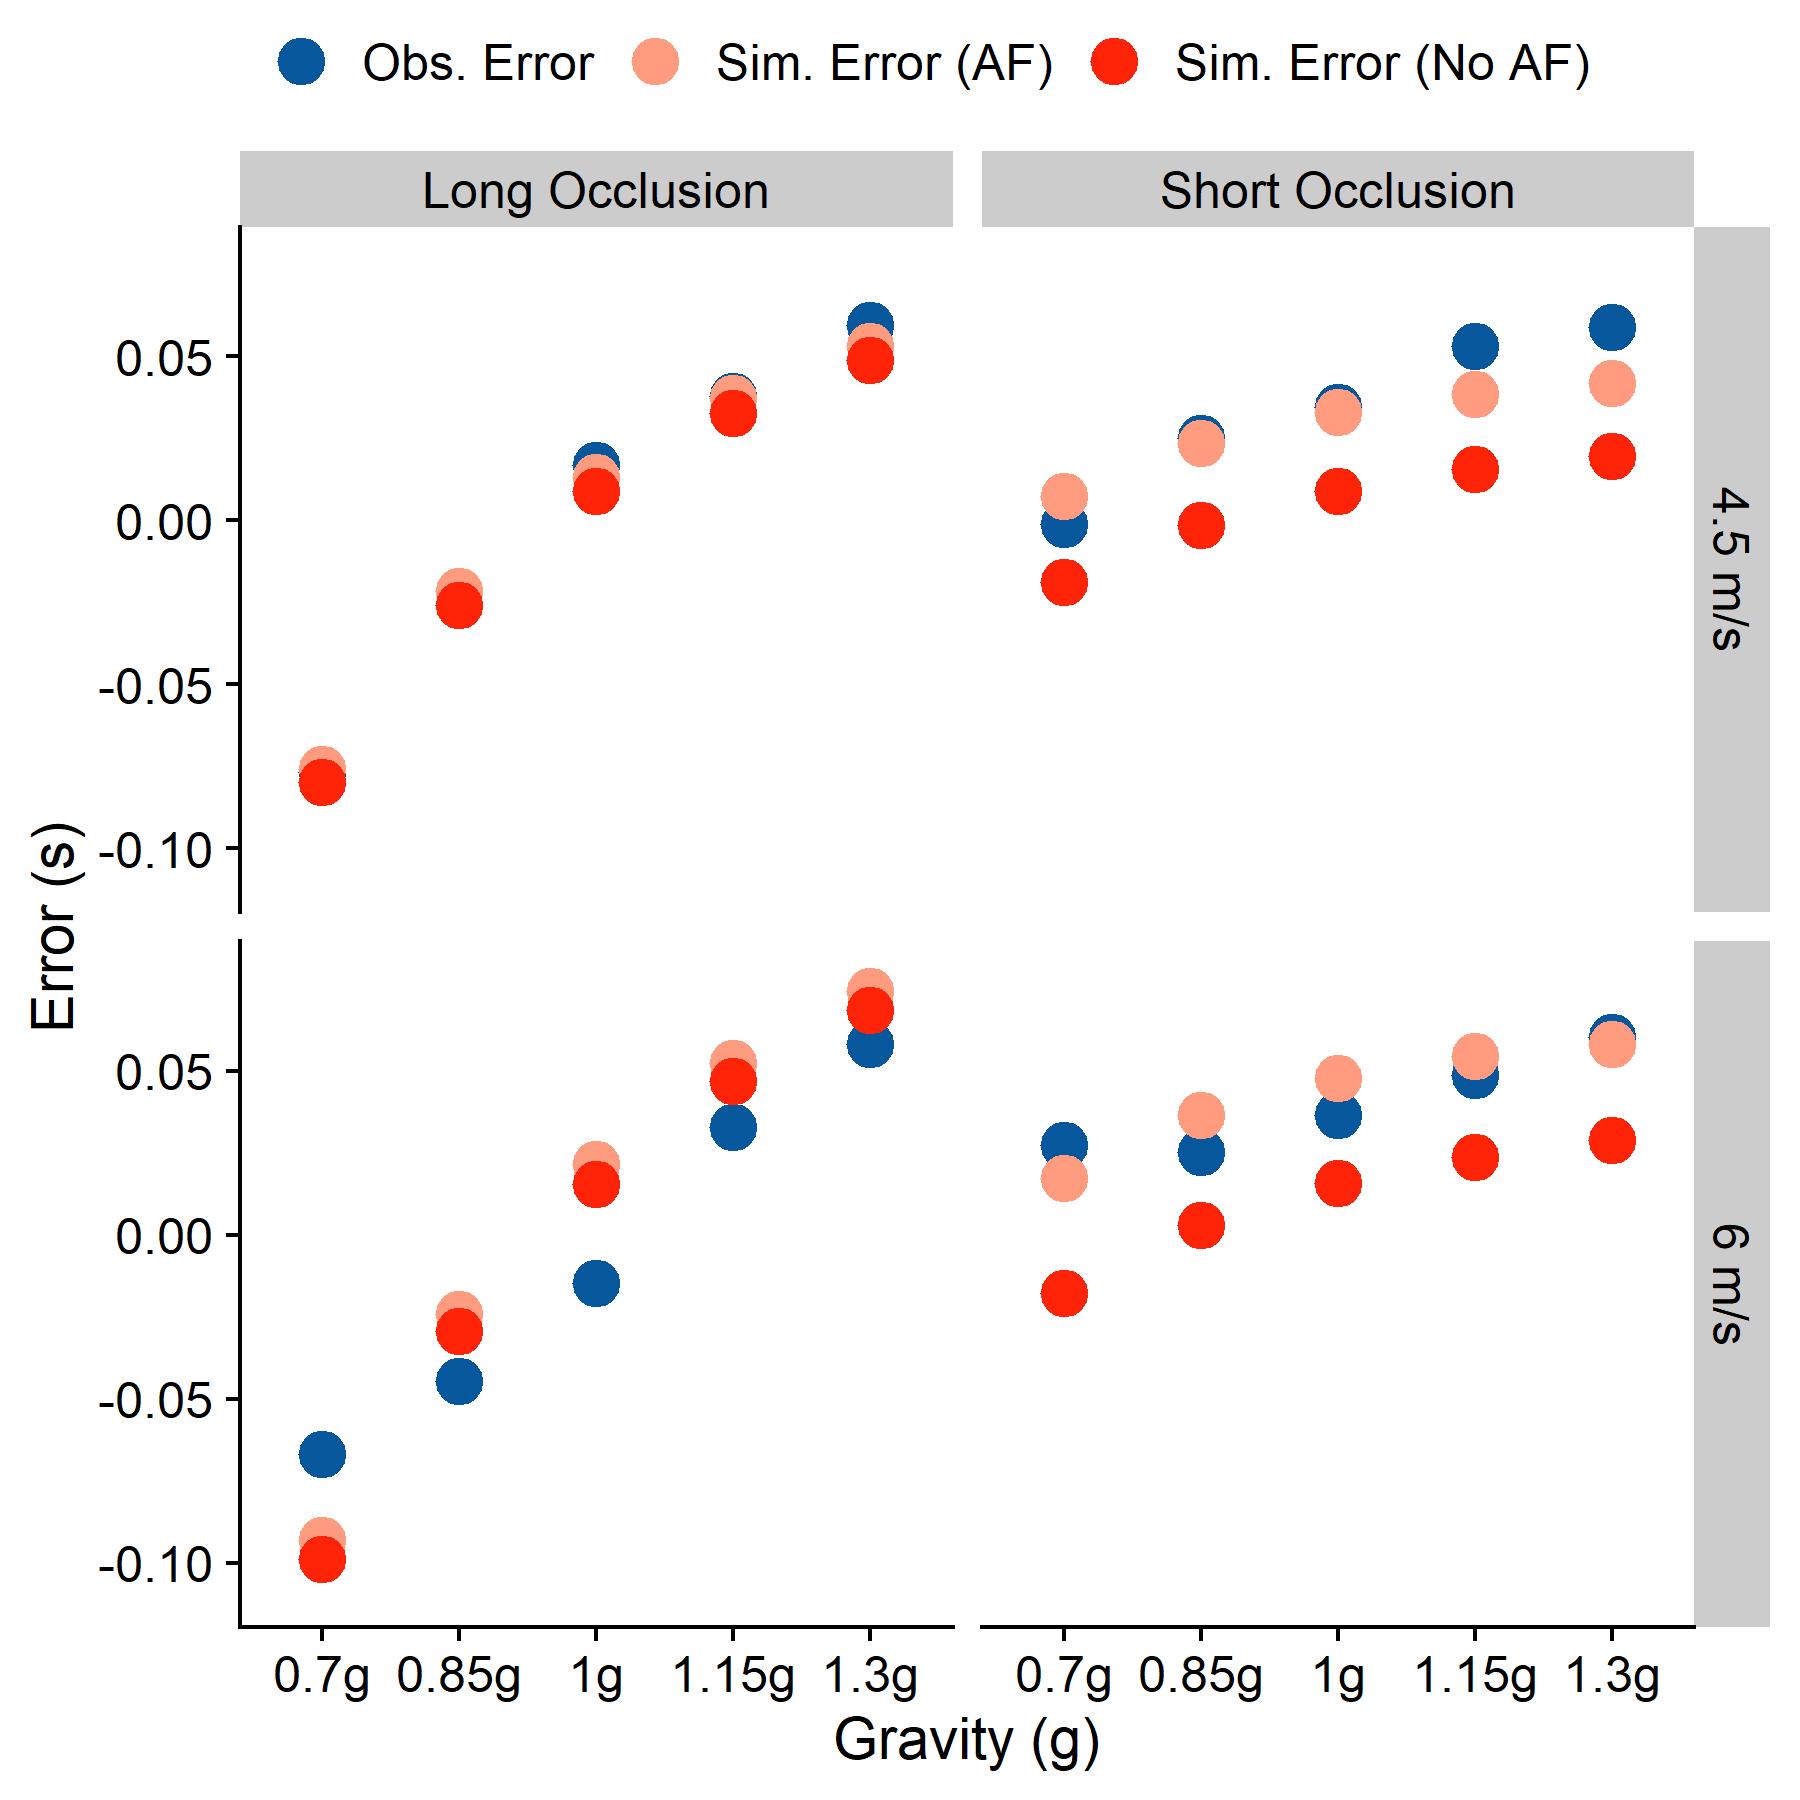 Obs. Error Sim. Error (AF) Sim. Error (No AF)
Long Occlusion Short Occlusion
0.05
0.00
-0.05
-0.10
4.5 m/s
Error (s)
0.05
0.00
-0.05
-0.10
6 m/s
0.7g 0.85g 1g 1.15g 1.3g 0.7g 0.85g 1g 1.15g 1.3g
Gravity (g)